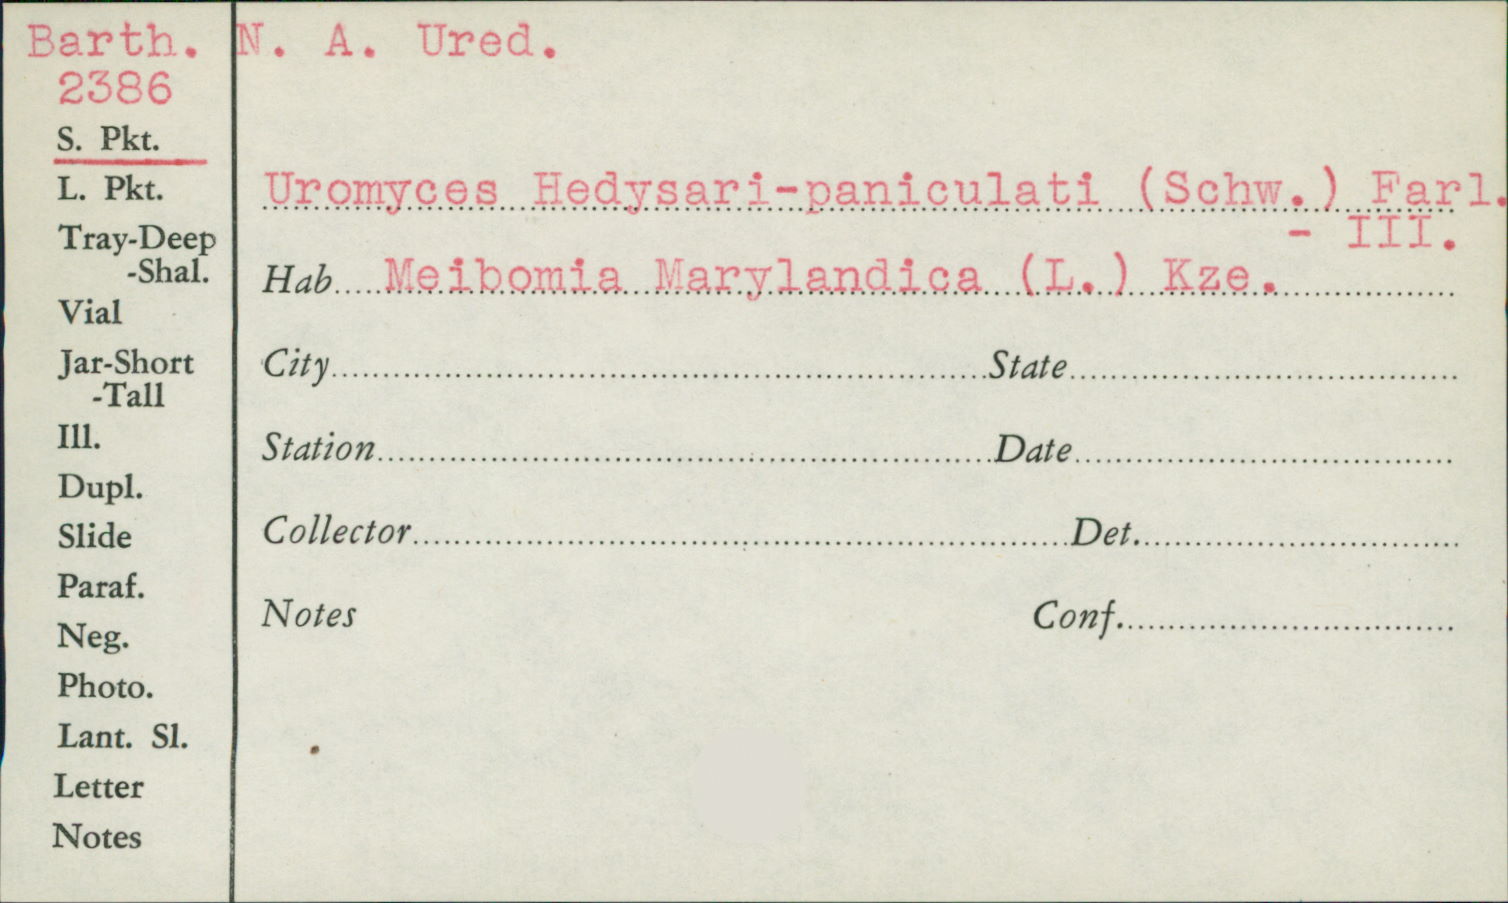 Barth. N. A. Ured.
2386
S. Pkt.
L. Pkt.
Tray-Deep
-Shal.
Vial
Jar-Short
-Tall
Ill.
Dupl.
Slide
Paraf.
Neg.
Photo.
Lant. Sl.
Letter
Notes
Uromyces Hedysari-paniculati (Schw.) Farl.
- III.
Hab Meibomia Marylandica (L.) Kze.
City State
Station Date
Collector Det.
Notes Conf.